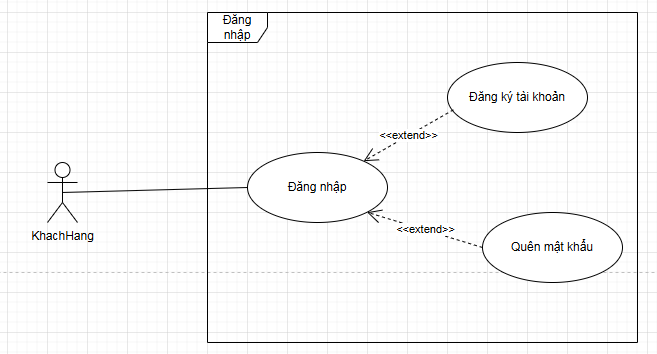 Đăng
nhập
Đăng ký tài khoản
<<extend>>
Đăng nhập
KhachHang
<<extend>>
Quên mật khẩu